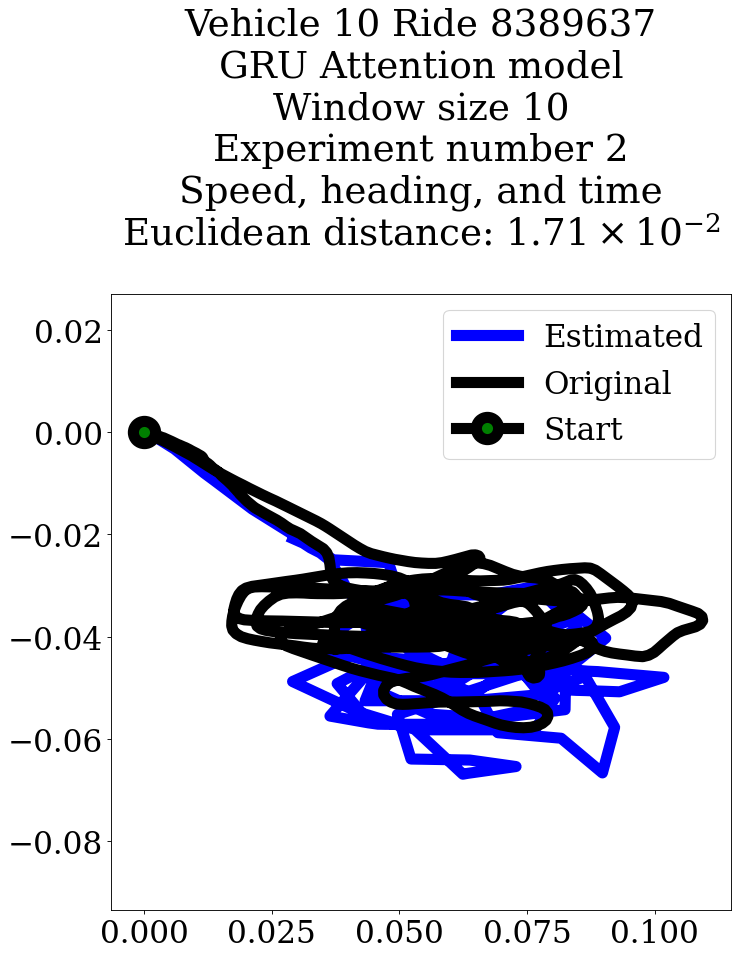 Vehicle 10 Ride 8389637
GRU Attention model
Window size 10
Experiment number 2
Speed, heading, and time
Euclidean distance: 1.71 × 10⁻²
Estimated
Original
Start
0.02
0.00
−0.02
−0.04
−0.06
−0.08
0.000 0.025 0.050 0.075 0.100